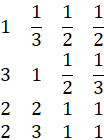 1 1/3 1/2 1/2
3 1 1/2 1/3
2 2 1 1
2 3 1 1